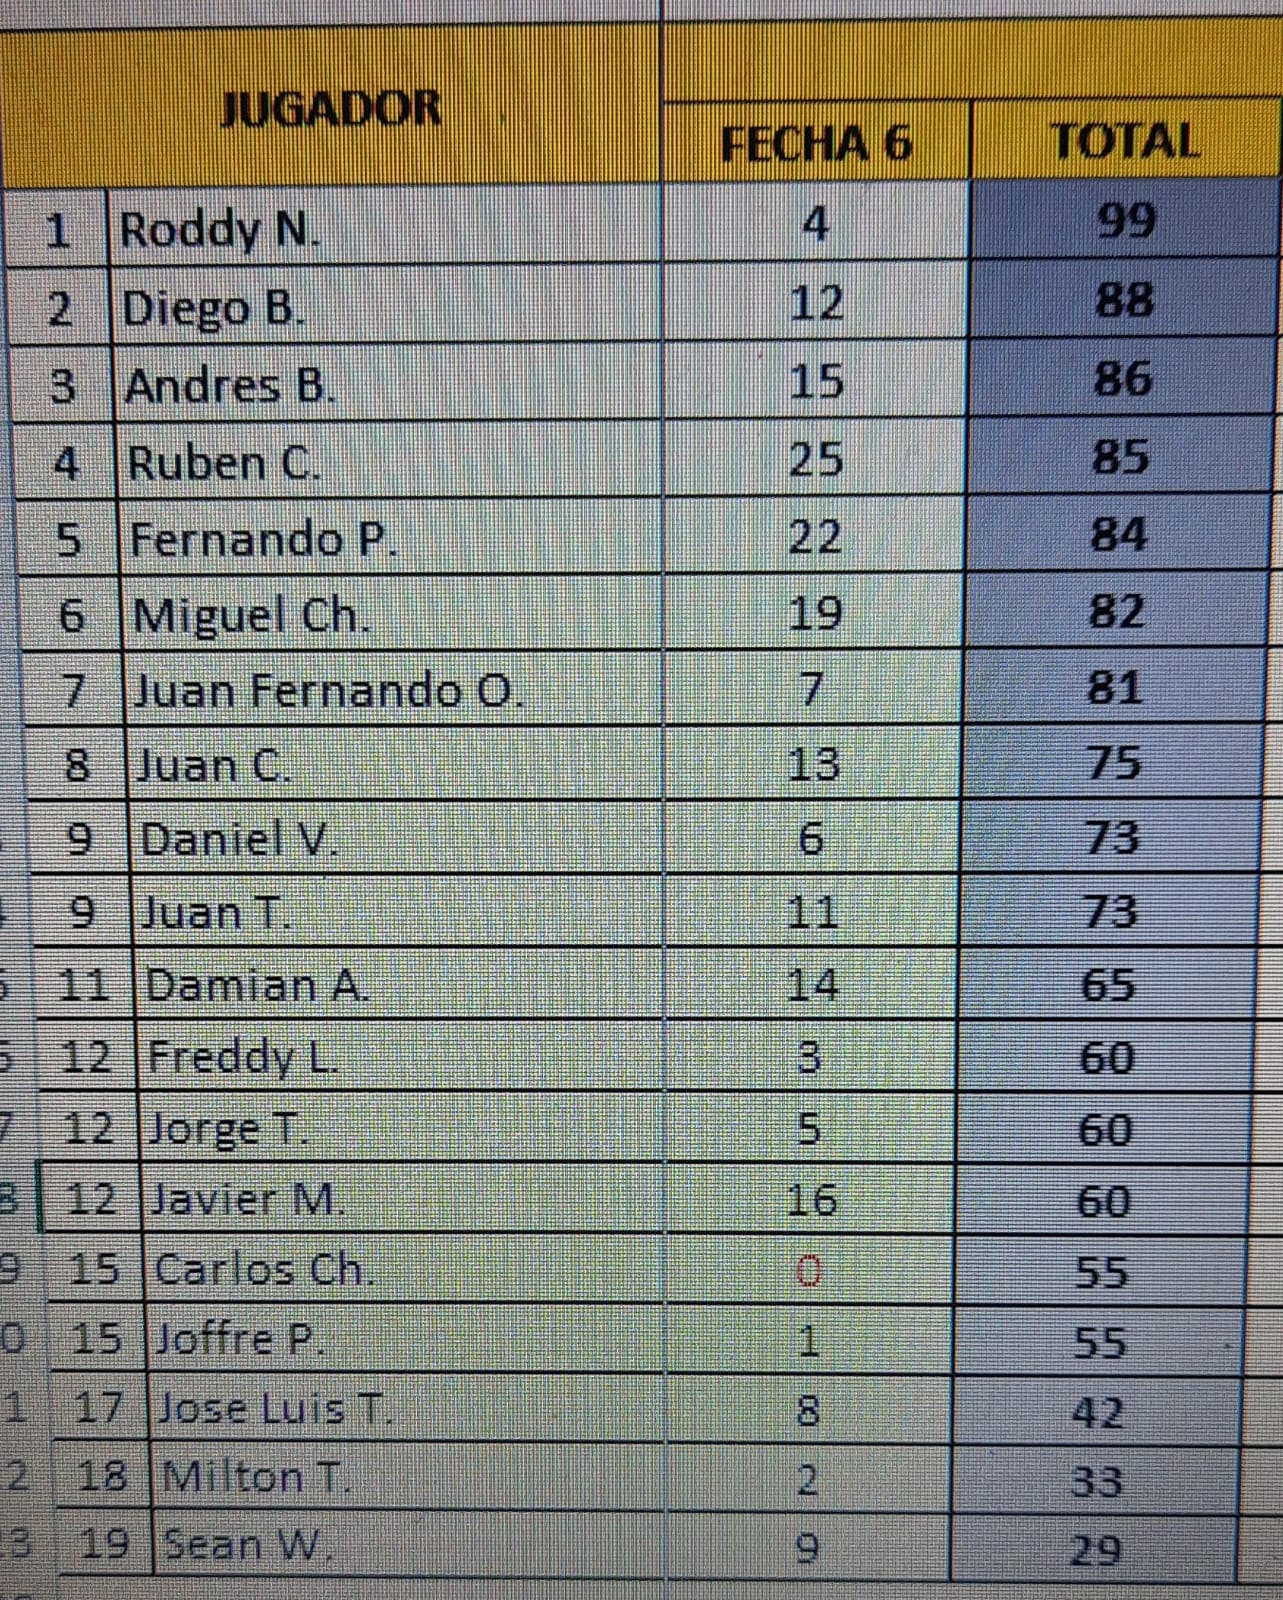 JUGADOR
FECHA 6 TOTAL
1 Roddy N. 4 99
2 Diego B. 12 88
3 Andres B. 15 86
4 Ruben C. 25 85
5 Fernando P. 22 84
6 Miguel Ch. 19 82
7 Juan Fernando O. 7 81
8 Juan C. 13 75
9 Daniel V. 6 73
9 Juan T. 11 73
11 Damian A. 14 65
12 Freddy L. 3 60
12 Jorge T. 5 60
12 Javier M. 16 60
15 Carlos Ch. 0 55
15 Joffre P. 1 55
17 Jose Luis T. 8 42
18 Milton T. 2 33
19 Sean W. 9 29